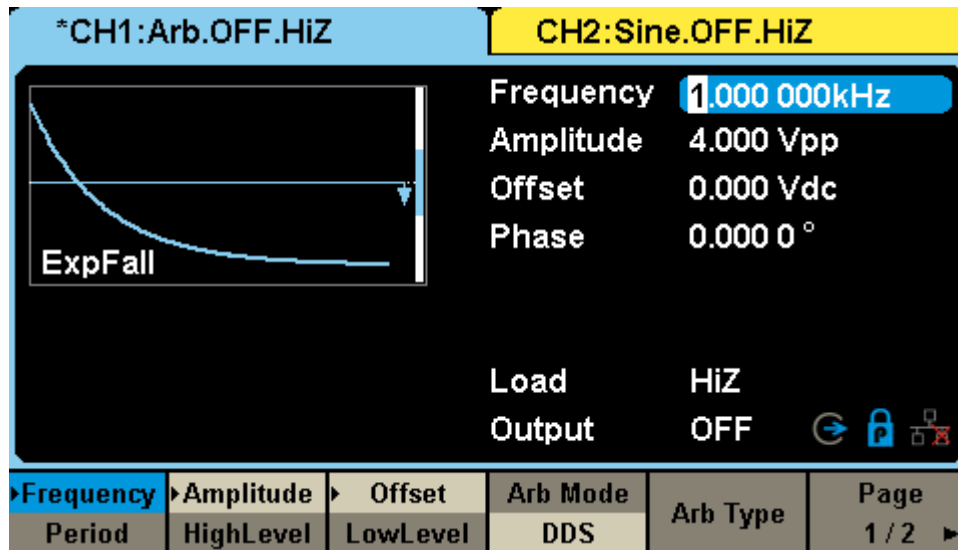 *CH1:Arb.OFF.HiZ
CH2:Sine.OFF.HiZ
Frequency 1.000 000kHz
Amplitude 4.000 Vpp
Offset 0.000 Vdc
Phase 0.000 0 °
ExpFall
Load HiZ
Output OFF
P
Frequency Amplitude Offset Arb Mode Arb Type Page
Period HighLevel LowLevel DDS 1 / 2